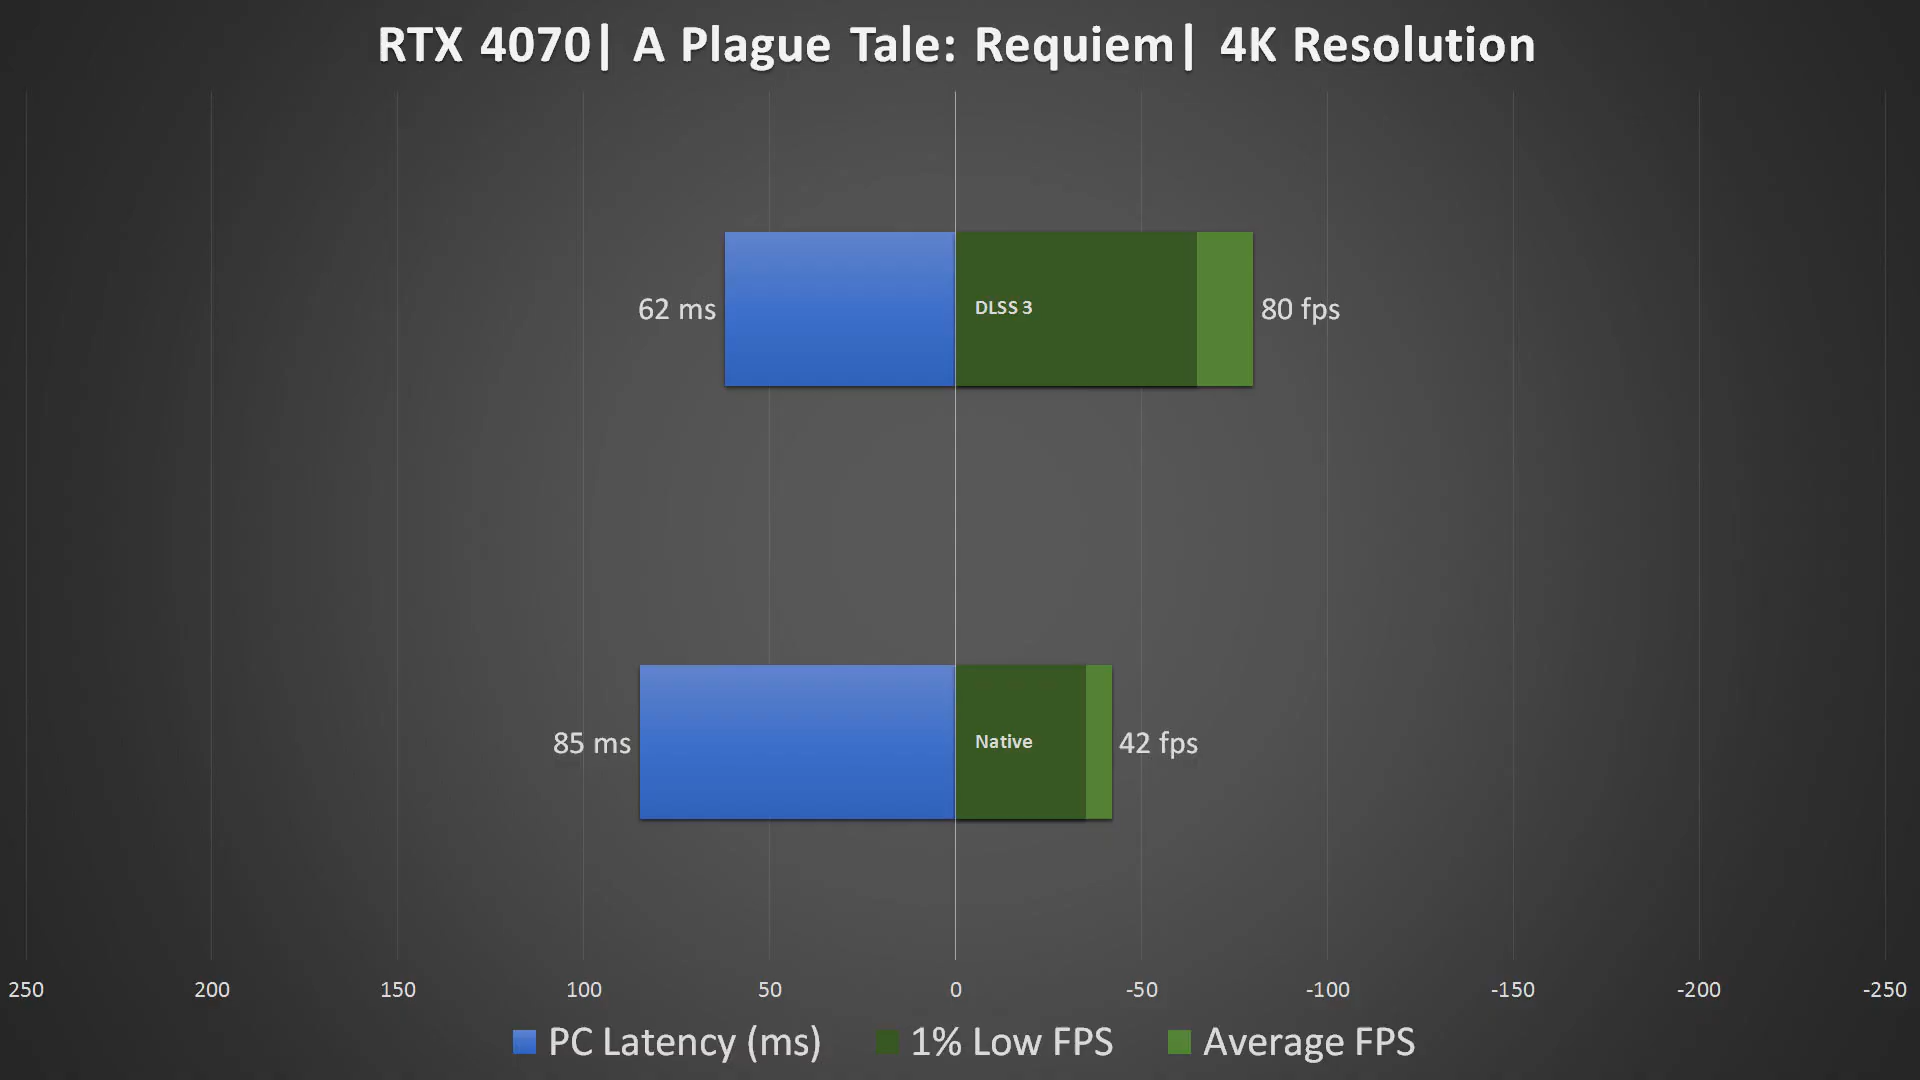 RTX 4070| A Plague Tale: Requiem| 4K Resolution
62 ms DLSS 3 80 fps
85 ms Native 42 fps
250 200 150 100 50 0 -50 -100 -150 -200 -250
PC Latency (ms) 1% Low FPS Average FPS